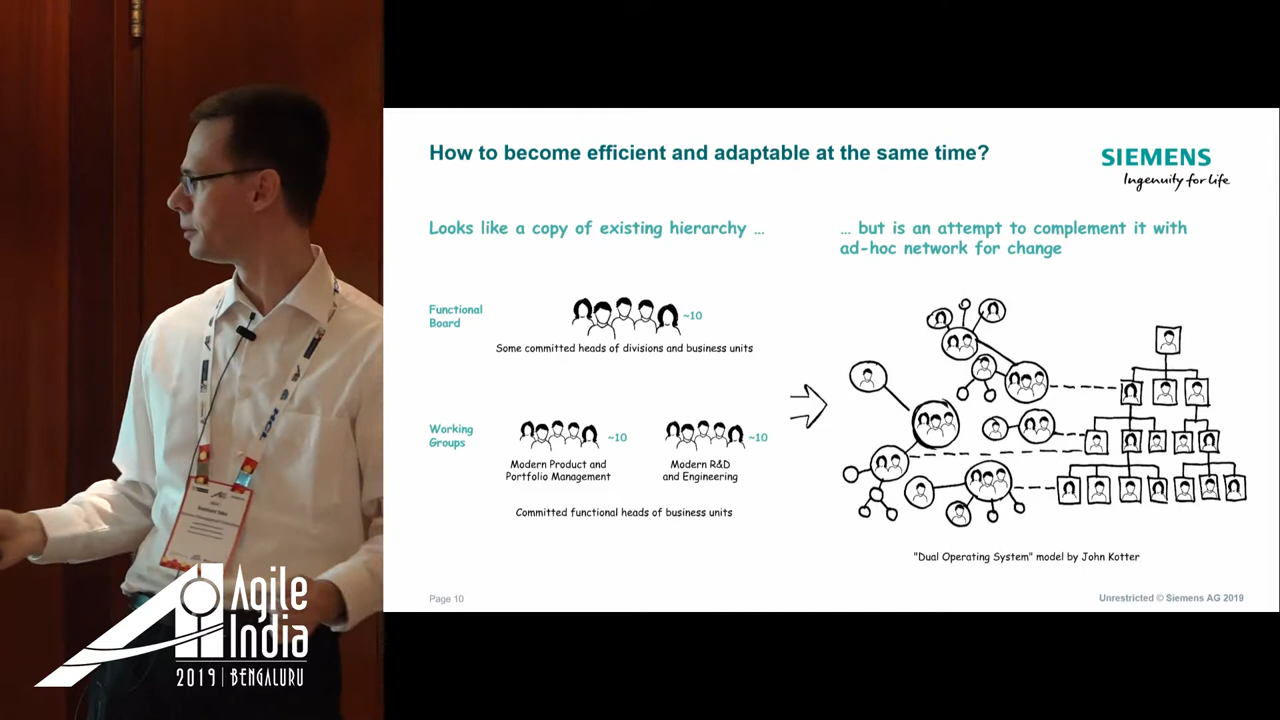 How to become efficient and adaptable at the same time?
SIEMENS
Ingenuity for life
Looks like a copy of existing hierarchy …
… but is an attempt to complement it with
ad-hoc network for change
Functional
Board
~10
Some committed heads of divisions and business units
Working
Groups
~10
~10
Modern Product and
Portfolio Management
Modern R&D
and Engineering
Committed functional heads of business units
"Dual Operating System" model by John Kotter
Page 10
Unrestricted © Siemens AG 2019
Agile
India
2019 | BENGALURU